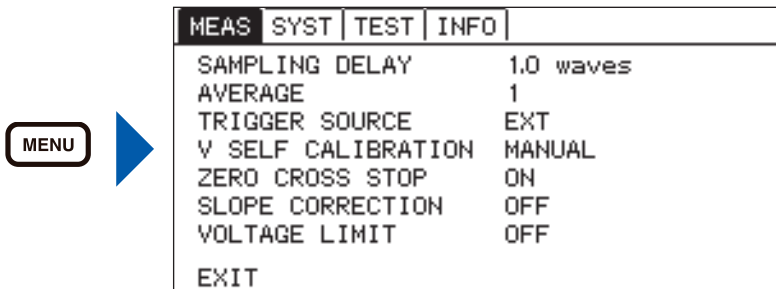 MEAS SYST TEST INFO
SAMPLING DELAY 1.0 waves
AVERAGE 1
TRIGGER SOURCE EXT
MENU
V SELF CALIBRATION MANUAL
ZERO CROSS STOP ON
SLOPE CORRECTION OFF
VOLTAGE LIMIT OFF
EXIT